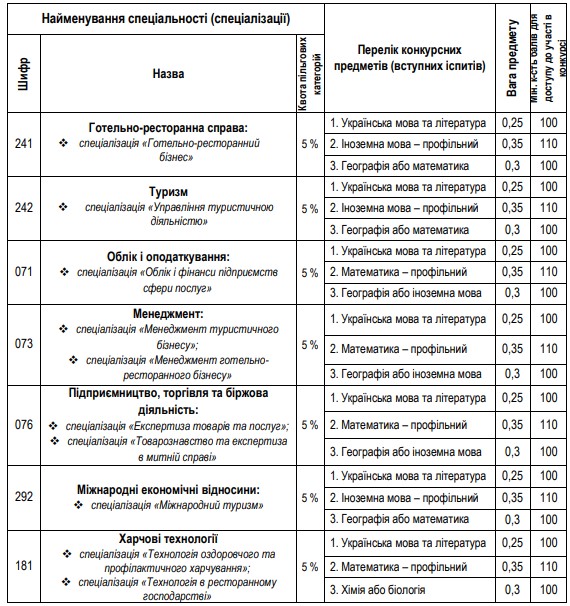 Найменування спеціальності (спеціалізації)
Шифр
Назва
Квота пільгових категорій
Перелік конкурсних
предметів (вступних іспитів)
Вага предмету
Мін. к-сть балів для
доступу до участі в
конкурсі
241
Готельно-ресторанна справа:
❖ спеціалізація «Готельно-ресторанний
бізнес»
5 %
1. Українська мова та література 0,25 100
2. Іноземна мова – профільний 0,35 110
3. Географія або математика 0,3 100
242
Туризм
❖ спеціалізація «Управління туристичною
діяльністю»
5 %
1. Українська мова та література 0,25 100
2. Іноземна мова – профільний 0,35 110
3. Географія або математика 0,3 100
071
Облік і оподаткування:
❖ спеціалізація «Облік і фінанси підприємств
сфери послуг»
5 %
1. Українська мова та література 0,25 100
2. Математика – профільний 0,35 110
3. Географія або іноземна мова 0,3 100
073
Менеджмент:
❖ спеціалізація «Менеджмент туристичного
бізнесу»;
❖ спеціалізація «Менеджмент готельно-
ресторанного бізнесу»
5 %
1. Українська мова та література 0,25 100
2. Математика – профільний 0,35 110
3. Географія або іноземна мова 0,3 100
076
Підприємництво, торгівля та біржова
діяльність:
❖ спеціалізація «Експертиза товарів та послуг»;
❖ спеціалізація «Товарознавство та експертиза
в митній справі»
5 %
1. Українська мова та література 0,25 100
2. Математика – профільний 0,35 110
3. Географія або іноземна мова 0,3 100
292
Міжнародні економічні відносини:
❖ спеціалізація «Міжнародний туризм»
5 %
1. Українська мова та література 0,25 100
2. Іноземна мова – профільний 0,35 110
3. Географія або математика 0,3 100
181
Харчові технології
❖ спеціалізація «Технологія оздоровчого та
профілактичного харчування»;
❖ спеціалізація «Технологія в ресторанному
господарстві»
5 %
1. Українська мова та література 0,25 100
2. Математика – профільний 0,35 110
3. Хімія або біологія 0,3 100